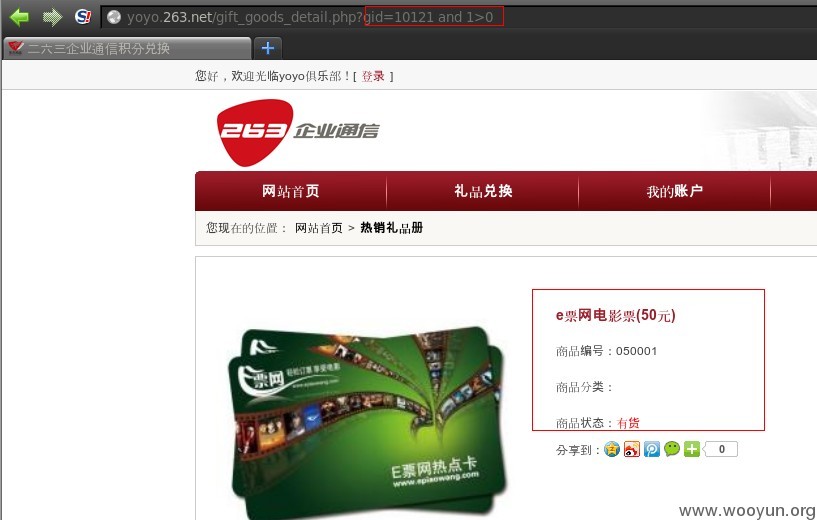 yoyo.263.net/gift_goods_detail.php?gid=10121 and 1>0
二六三企业通信积分兑换
您好，欢迎光临yoyo俱乐部！[ 登录 ]
263 企业通信
网站首页 礼品兑换 我的账户
您现在的位置： 网站首页 > 热销礼品册
e票网电影票(50元)
商品编号：050001
商品分类：
商品状态：有货
分享到： 0
e票网 轻松订票 享受电影
www.epiaowang.com
E票网热点卡
www.epiaowang.com
www.wooyun.org